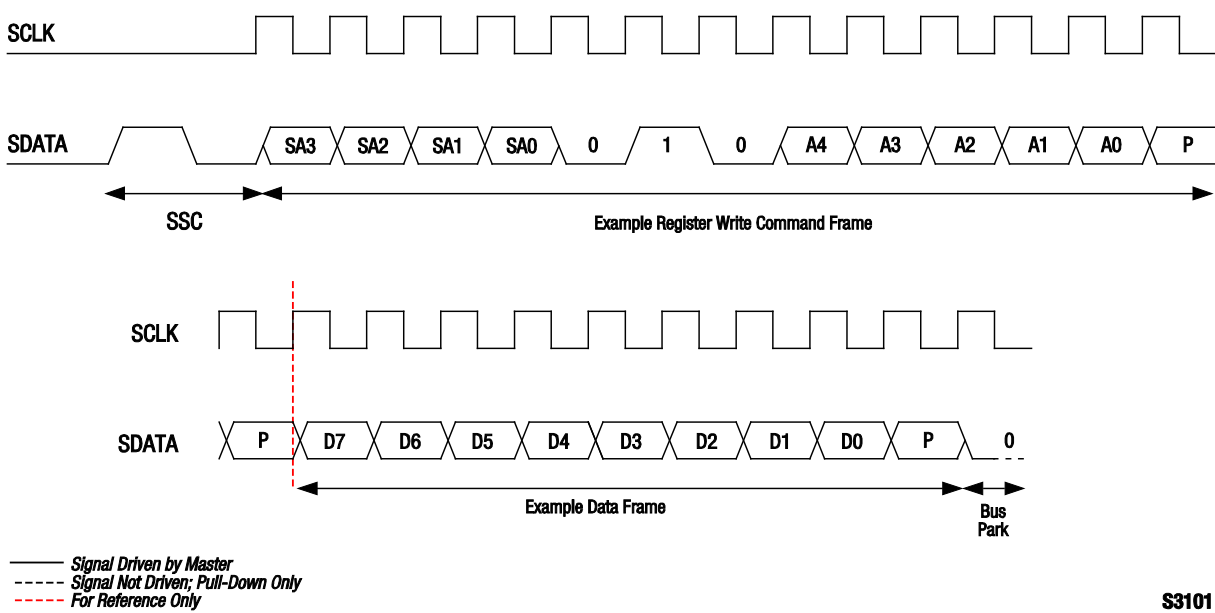 SCLK
SDATA SA3 SA2 SA1 SA0 0 1 0 A4 A3 A2 A1 A0 P
SSC Example Register Write Command Frame
SCLK
SDATA P D7 D6 D5 D4 D3 D2 D1 D0 P 0
Example Data Frame
Bus
Park
Signal Driven by Master
Signal Not Driven; Pull-Down Only
For Reference Only
S3101